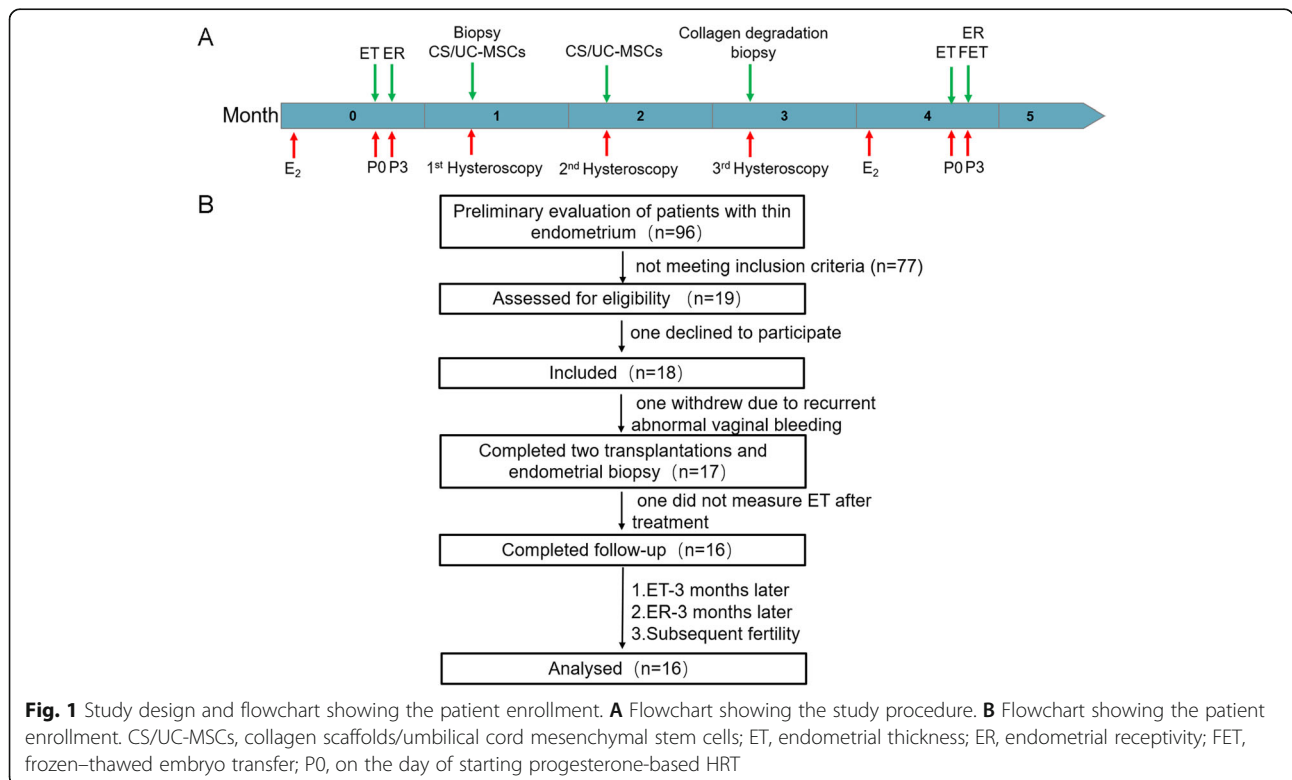 A
Biopsy ER
ET ER CS/UC-MSCs CS/UC-MSCs Collagen degradation biopsy ET FET
Month 0 1 2 3 4 5
E₂ P0 P3 1ˢᵗ Hysteroscopy 2ⁿᵈ Hysteroscopy 3ʳᵈ Hysteroscopy E₂ P0 P3
B
Preliminary evaluation of patients with thin
endometrium (n=96)
not meeting inclusion criteria (n=77)
Assessed for eligibility (n=19)
one declined to participate
Included (n=18)
one withdrew due to recurrent
abnormal vaginal bleeding
Completed two transplantations and
endometrial biopsy (n=17)
one did not measure ET after
treatment
Completed follow-up (n=16)
1.ET-3 months later
2.ER-3 months later
3.Subsequent fertility
Analysed (n=16)
Fig. 1 Study design and flowchart showing the patient enrollment. A Flowchart showing the study procedure. B Flowchart showing the patient
enrollment. CS/UC-MSCs, collagen scaffolds/umbilical cord mesenchymal stem cells; ET, endometrial thickness; ER, endometrial receptivity; FET,
frozen–thawed embryo transfer; P0, on the day of starting progesterone-based HRT